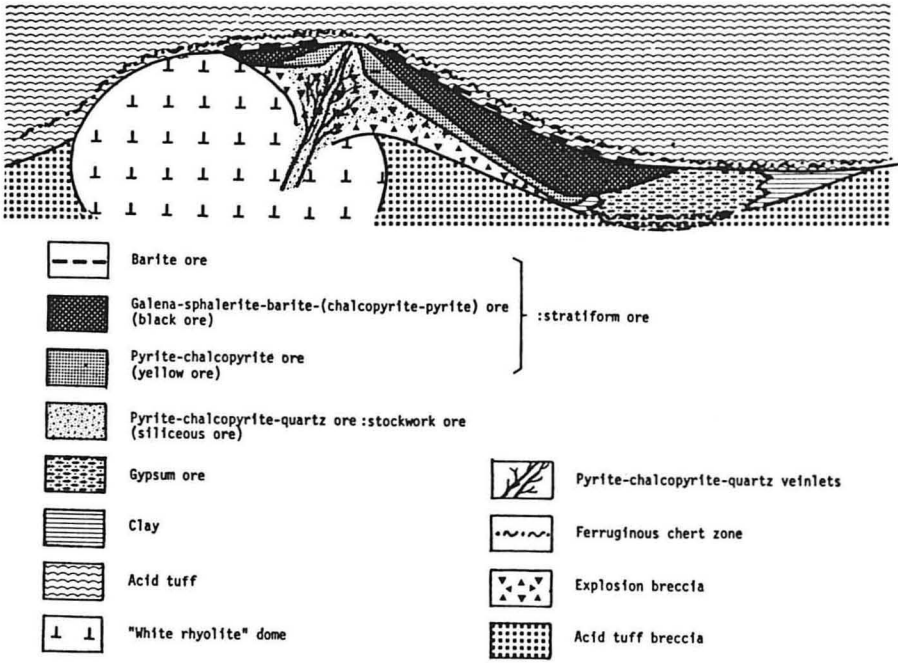 Barite ore
Galena-sphalerite-barite-(chalcopyrite-pyrite) ore
(black ore)
:stratiform ore
Pyrite-chalcopyrite ore
(yellow ore)
Pyrite-chalcopyrite-quartz ore :stockwork ore
(siliceous ore)
Gypsum ore
Clay
Acid tuff
"White rhyolite" dome
Pyrite-chalcopyrite-quartz veinlets
Ferruginous chert zone
Explosion breccia
Acid tuff breccia